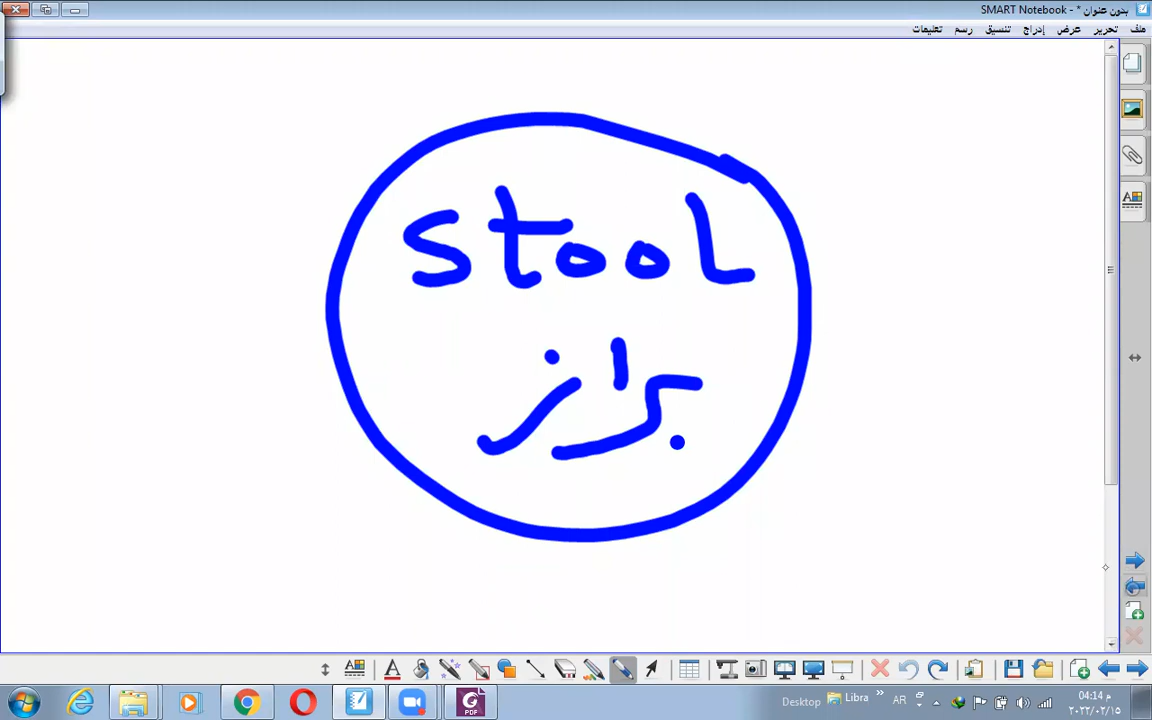 بدون عنوان * - SMART Notebook
ملف تحرير عرض إدراج تنسيق رسم تعليمات
stool
براز
PDF
Desktop Libra » AR
م 04:14
٢٠٢٢/٠٢/١٥